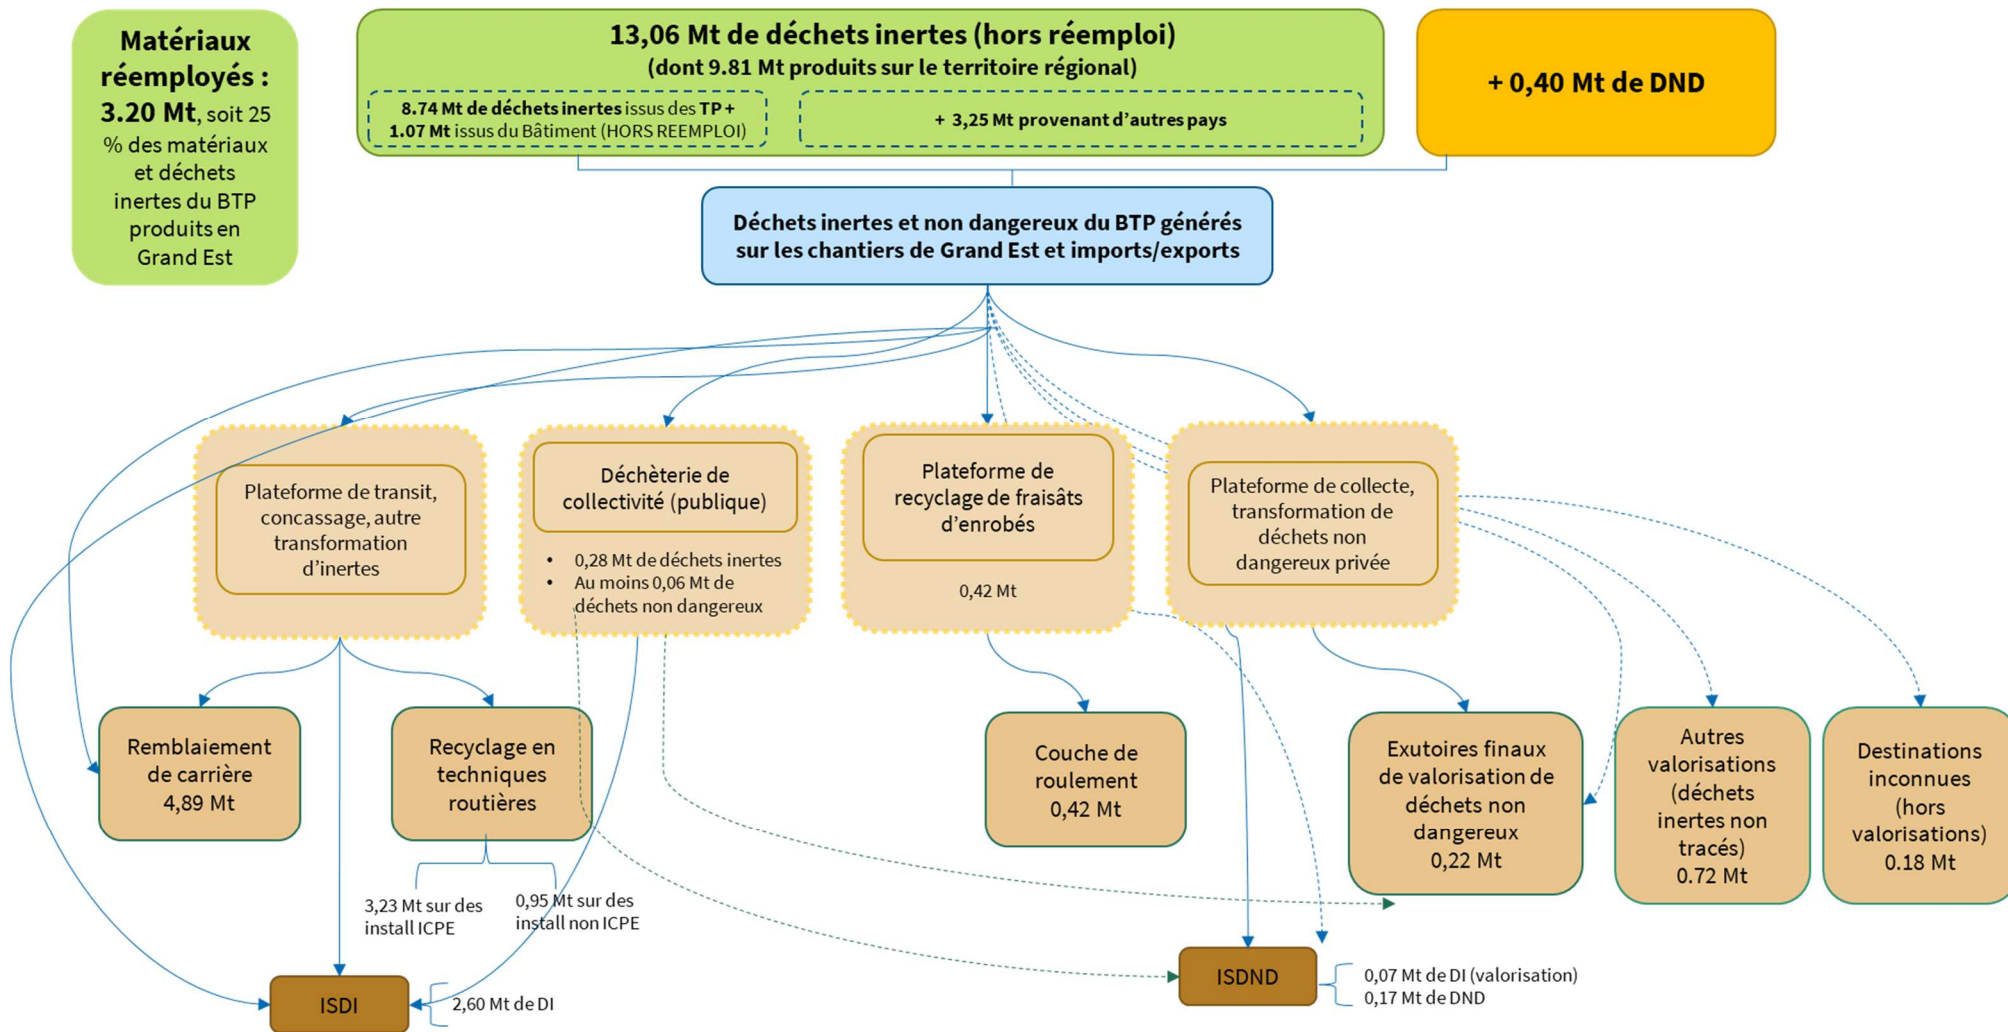 Matériaux
réemployés :
3.20 Mt, soit 25
% des matériaux
et déchets
inertes du BTP
produits en
Grand Est
13,06 Mt de déchets inertes (hors réemploi)
(dont 9.81 Mt produits sur le territoire régional)
8.74 Mt de déchets inertes issus des TP +
1.07 Mt issus du Bâtiment (HORS REEMPLOI)
+ 3,25 Mt provenant d’autres pays
+ 0,40 Mt de DND
Déchets inertes et non dangereux du BTP générés
sur les chantiers de Grand Est et imports/exports
Plateforme de transit,
concassage, autre
transformation
d’inertes
Déchèterie de
collectivité (publique)
• 0,28 Mt de déchets inertes
• Au moins 0,06 Mt de
déchets non dangereux
Plateforme de
recyclage de fraisâts
d’enrobés
0,42 Mt
Plateforme de collecte,
transformation de
déchets non
dangereux privée
Remblaiement
de carrière
4,89 Mt
Recyclage en
techniques
routières
3,23 Mt sur des
install ICPE
0,95 Mt sur des
install non ICPE
Couche de
roulement
0,42 Mt
Exutoires finaux
de valorisation de
déchets non
dangereux
0,22 Mt
Autres
valorisations
(déchets
inertes non
tracés)
0.72 Mt
Destinations
inconnues
(hors
valorisations)
0.18 Mt
ISDI
2,60 Mt de DI
ISDND
0,07 Mt de DI (valorisation)
0,17 Mt de DND